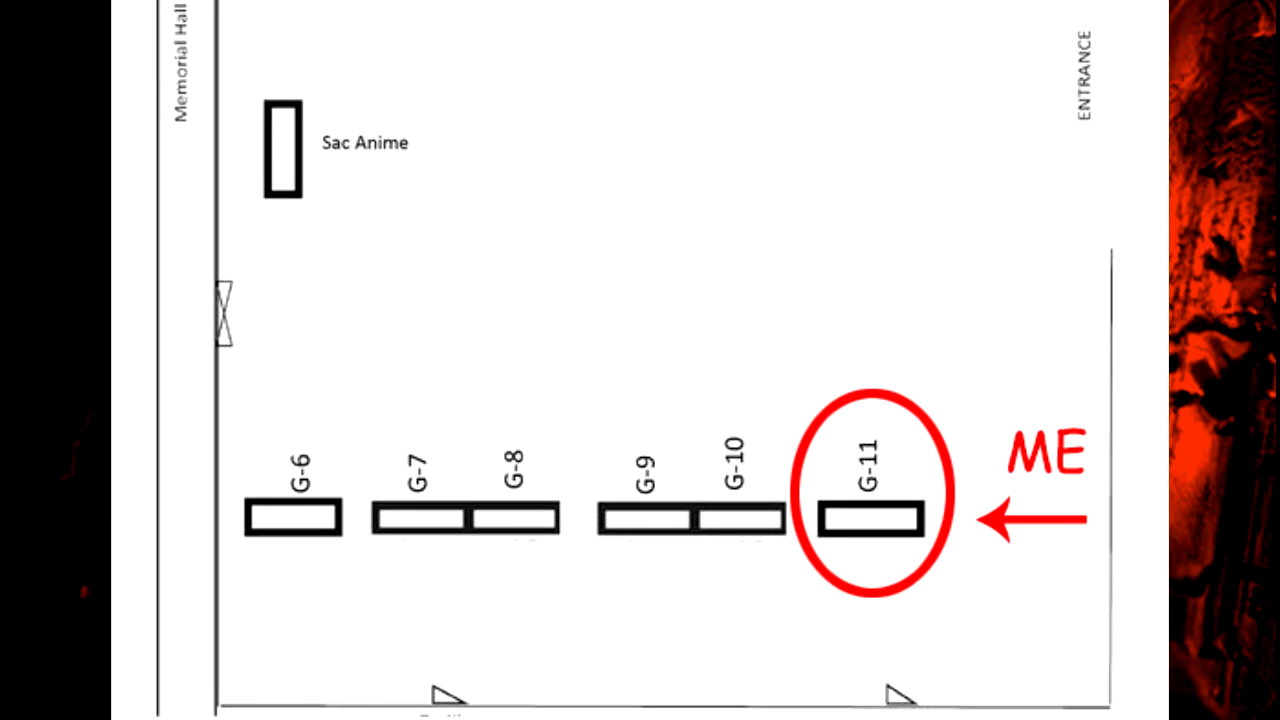 Memorial Hall
ENTRANCE
Sac Anime
ME
G-6
G-7
G-8
G-9
G-10
G-11